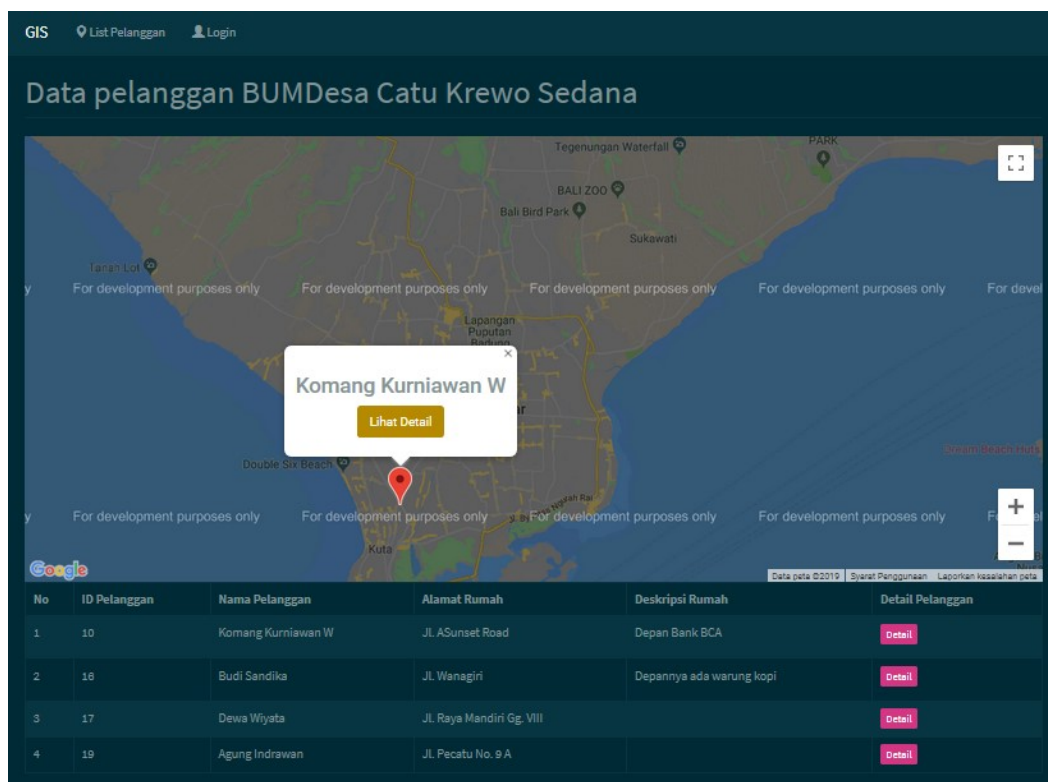 GIS List Pelanggan Login
Data pelanggan BUMDesa Catu Krewo Sedana
Tegenungan Waterfall PARK
BALI ZOO
Bali Bird Park
Sukawati
Tanah Lot
y For development purposes only For development purposes only For development purposes only For development purposes only For devel
Lapangan
Puputan
Badung
×
Komang Kurniawan W
ar
Lihat Detail
Double Six Beach
y For development purposes only For development purposes only For development purposes only For development purposes only
+
−
Kuta
Google
Data peta ©2019 Syarat Penggunaan Laporkan kesalahan peta
No ID Pelanggan Nama Pelanggan Alamat Rumah Deskripsi Rumah Detail Pelanggan
1 10 Komang Kurniawan W Jl. ASunset Road Depan Bank BCA Detail
2 16 Budi Sandika Jl. Wanagiri Depannya ada warung kopi Detail
3 17 Dewa Wiyata Jl. Raya Mandiri Gg. VIII Detail
4 19 Agung Indrawan Jl. Pecatu No. 9 A Detail